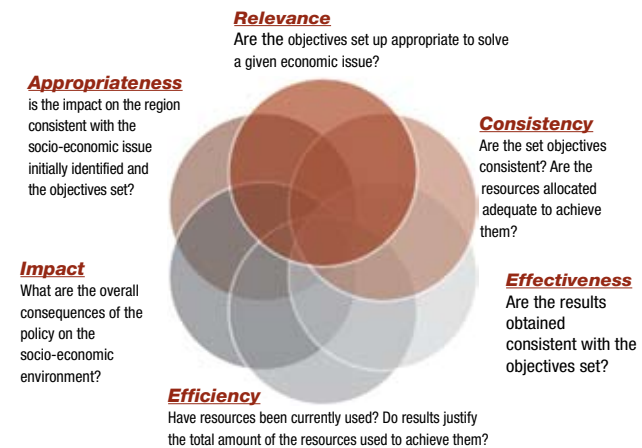 Relevance
Are the objectives set up appropriate to solve
a given economic issue?
Appropriateness
is the impact on the region
consistent with the
socio-economic issue
initially identified and
the objectives set?
Consistency
Are the set objectives
consistent? Are the
resources allocated
adequate to achieve
them?
Impact
What are the overall
consequences of the
policy on the
socio-economic
environment?
Effectiveness
Are the results
obtained
consistent with the
objectives set?
Efficiency
Have resources been currently used? Do results justify
the total amount of the resources used to achieve them?